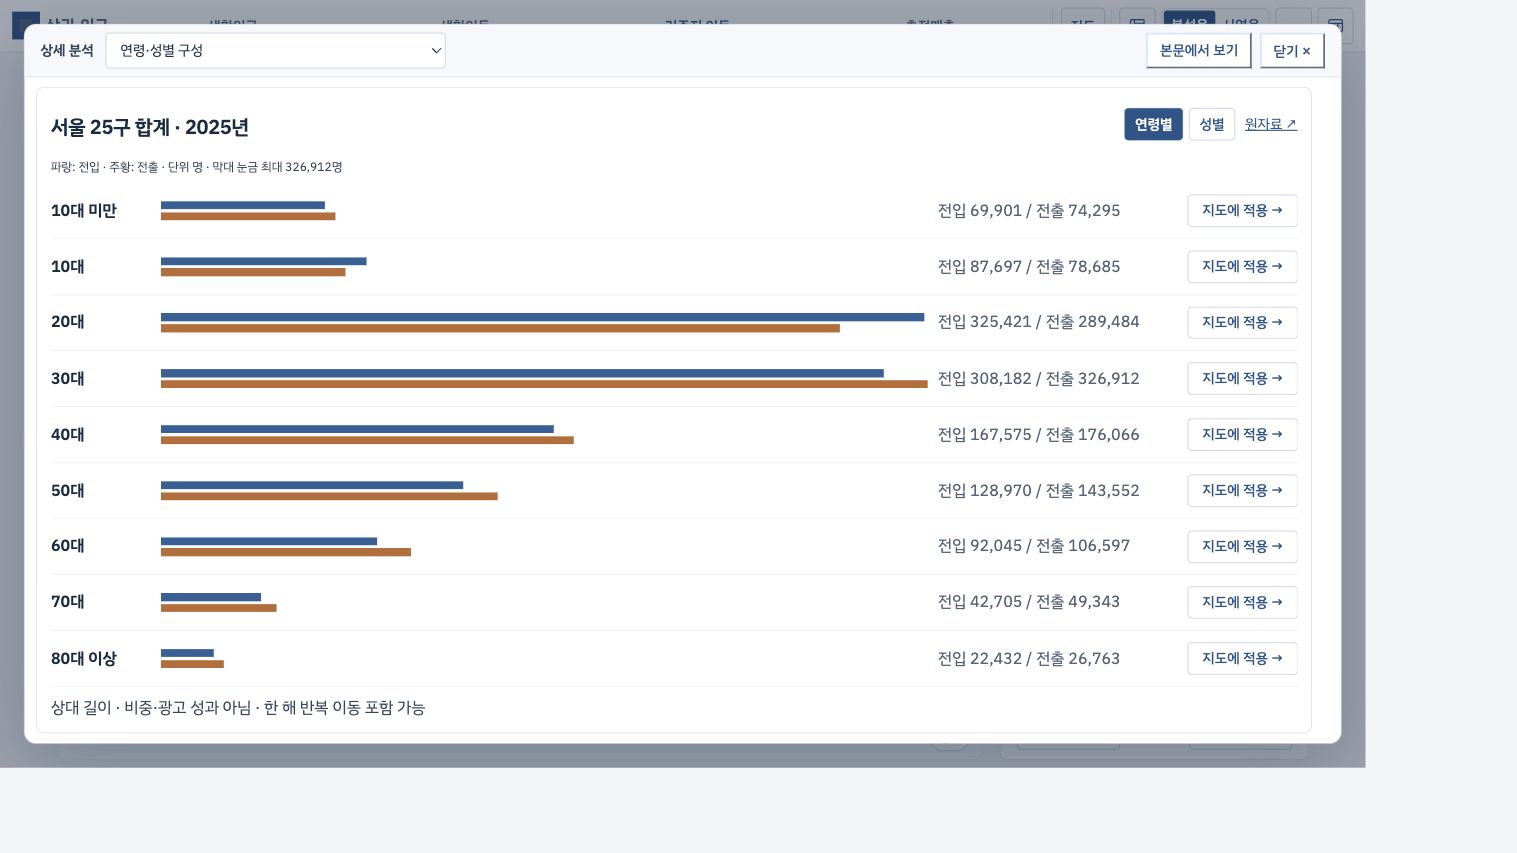 상세 분석
연령·성별 구성
본문에서 보기
닫기 ×
서울 25구 합계 · 2025년
연령별
성별
원자료 ↗
파랑: 전입 · 주황: 전출 · 단위 명 · 막대 눈금 최대 326,912명
10대 미만 전입 69,901 / 전출 74,295 지도에 적용 →
10대 전입 87,697 / 전출 78,685 지도에 적용 →
20대 전입 325,421 / 전출 289,484 지도에 적용 →
30대 전입 308,182 / 전출 326,912 지도에 적용 →
40대 전입 167,575 / 전출 176,066 지도에 적용 →
50대 전입 128,970 / 전출 143,552 지도에 적용 →
60대 전입 92,045 / 전출 106,597 지도에 적용 →
70대 전입 42,705 / 전출 49,343 지도에 적용 →
80대 이상 전입 22,432 / 전출 26,763 지도에 적용 →
상대 길이 · 비중·광고 성과 아님 · 한 해 반복 이동 포함 가능